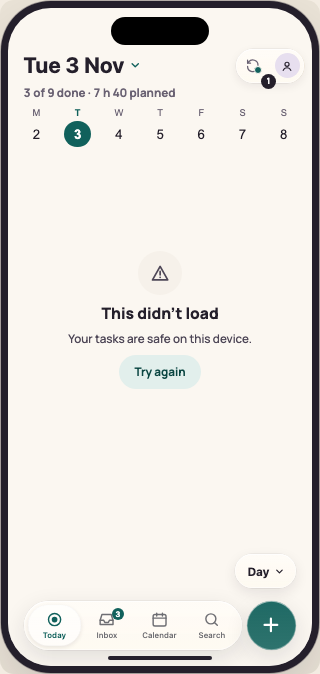 Tue 3 Nov
1
3 of 9 done · 7 h 40 planned
M T W T F S S
2 3 4 5 6 7 8
This didn't load
Your tasks are safe on this device.
Try again
Day
3
Today Inbox Calendar Search